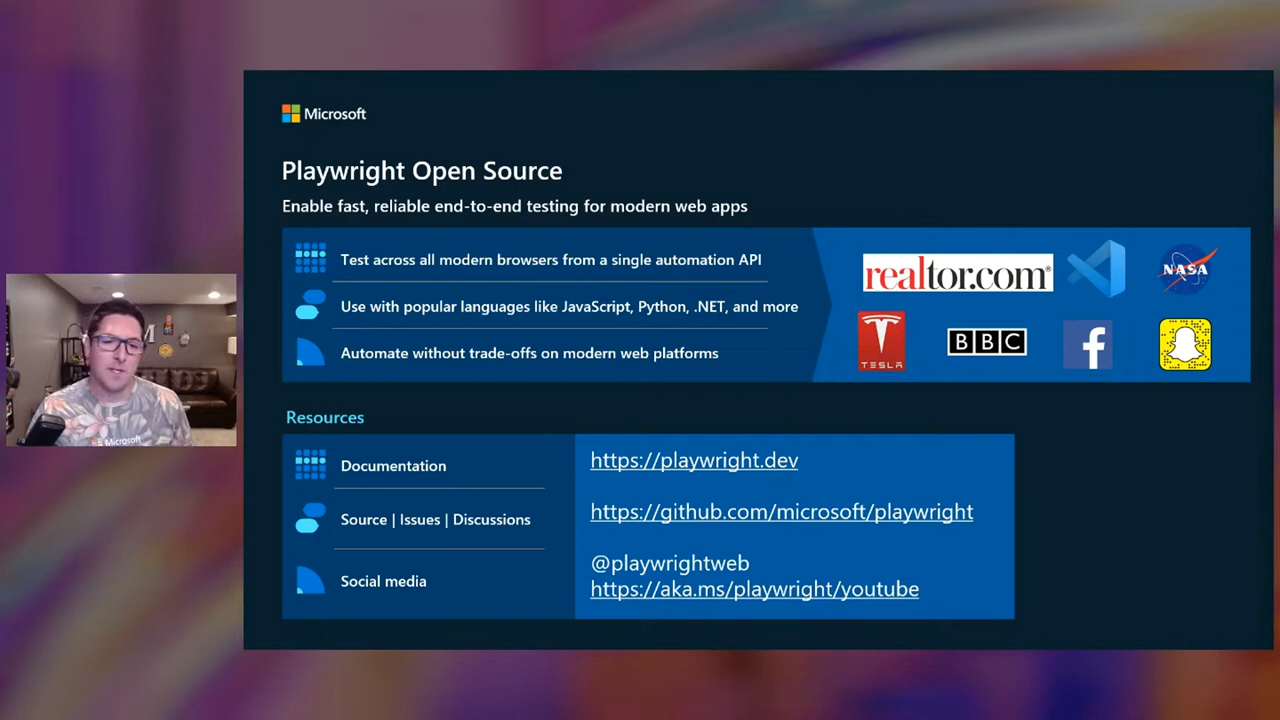 Microsoft
Playwright Open Source
Enable fast, reliable end-to-end testing for modern web apps
Test across all modern browsers from a single automation API
Use with popular languages like JavaScript, Python, .NET, and more
Automate without trade-offs on modern web platforms
realtor.com®
NASA
TESLA
BBC
f
Resources
Documentation
https://playwright.dev
Source | Issues | Discussions
https://github.com/microsoft/playwright
Social media
@playwrightweb
https://aka.ms/playwright/youtube
M
Microsoft